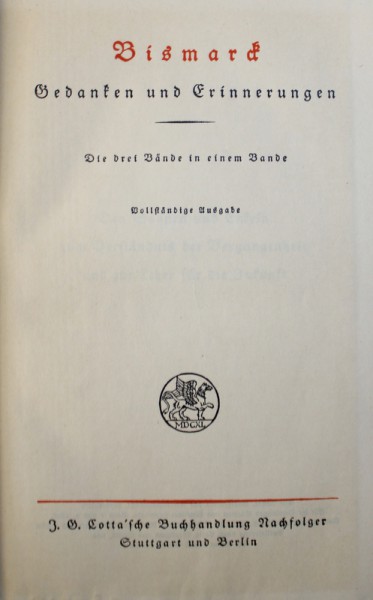 Bismarck
Gedanken und Erinnerungen
Die drei Bände in einem Bande
Vollständige Ausgabe
MDCXL
J. G. Cotta'sche Buchhandlung Nachfolger
Stuttgart und Berlin